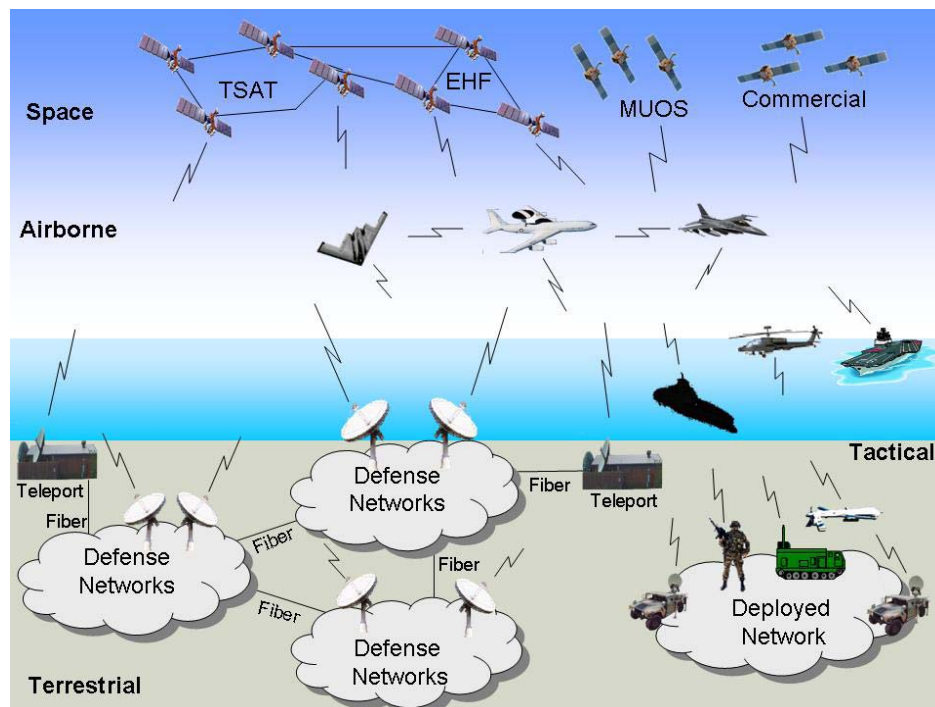 TSAT
EHF
MUOS
Commercial
Space
Airborne
Tactical
Teleport
Fiber
Defense
Networks
Fiber
Defense
Networks
Fiber
Teleport
Fiber
Fiber
Defense
Networks
Deployed
Network
Terrestrial